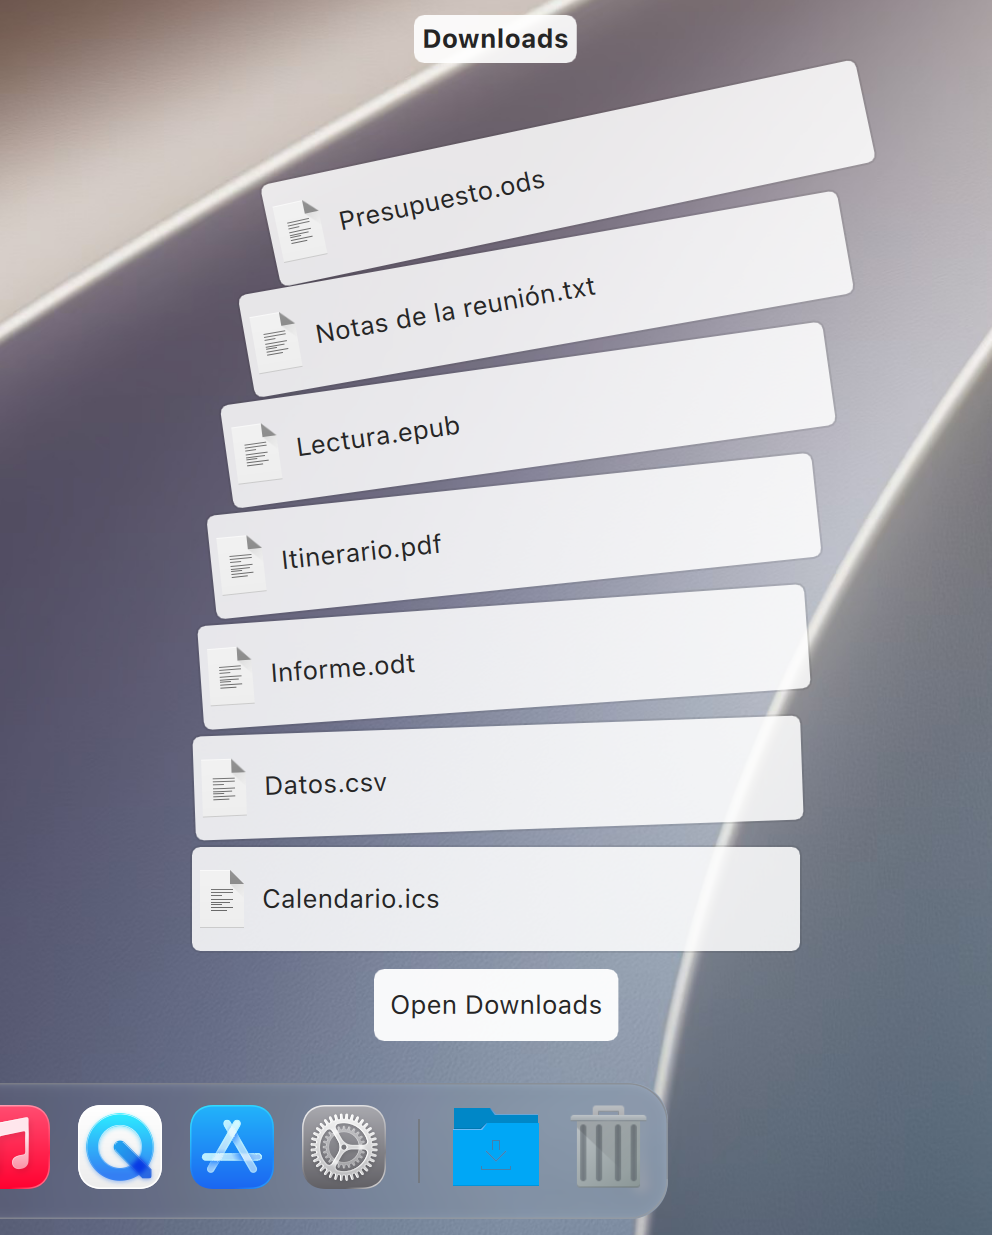 Downloads
Presupuesto.ods
Notas de la reunión.txt
Lectura.epub
Itinerario.pdf
Informe.odt
Datos.csv
Calendario.ics
Open Downloads